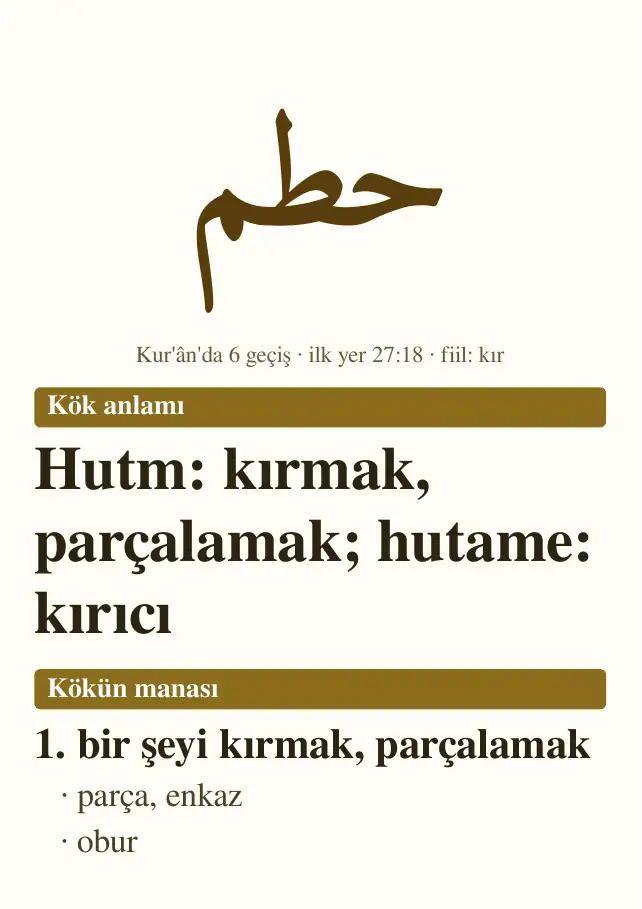 حطم
Kur'ân'da 6 geçiş · ilk yer 27:18 · fiil: kır
Kök anlamı
Hutm: kırmak,
parçalamak; hutame:
kırıcı
Kökün manası
1. bir şeyi kırmak, parçalamak
· parça, enkaz
· obur